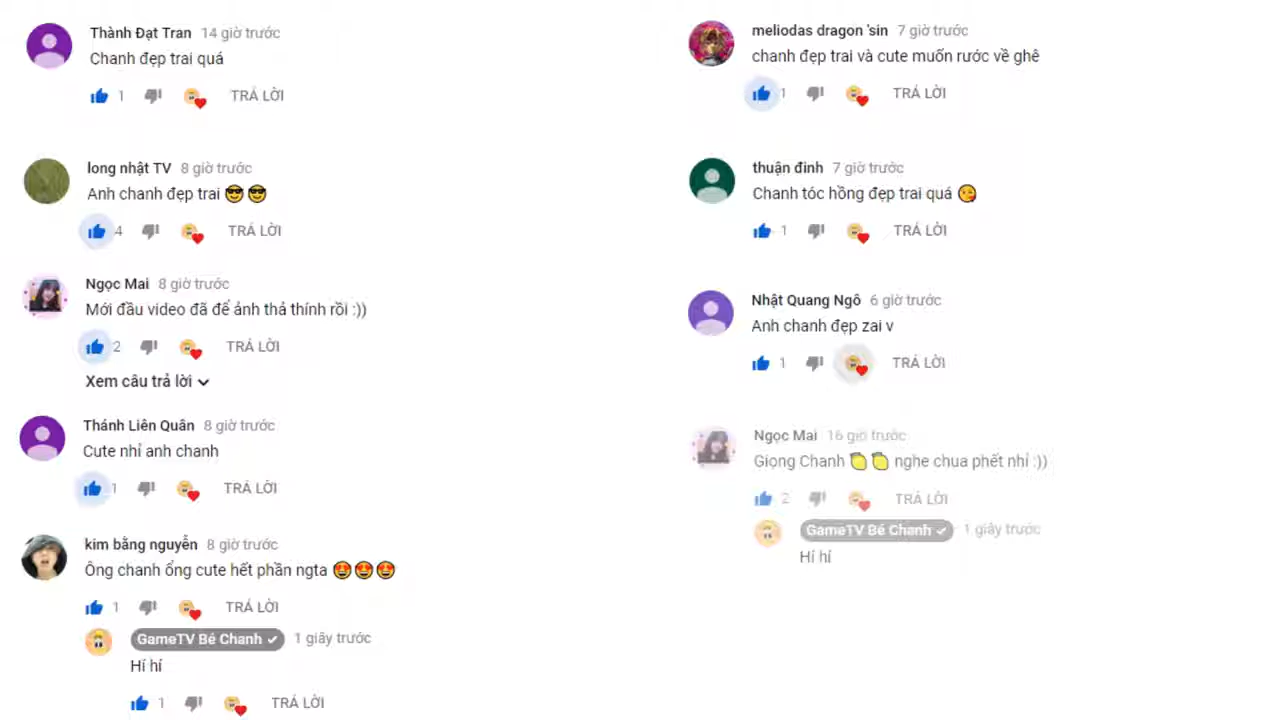 Thành Đạt Tran 14 giờ trước
Chanh đẹp trai quá
1 TRẢ LỜI
long nhật TV 8 giờ trước
Anh chanh đẹp trai 😎😎
4 TRẢ LỜI
Ngọc Mai 8 giờ trước
Mới đầu video đã để ảnh thả thính rồi :))
2 TRẢ LỜI
Xem câu trả lời
Thánh Liên Quân 8 giờ trước
Cute nhỉ anh chanh
1 TRẢ LỜI
kim bằng nguyễn 8 giờ trước
Ông chanh ổng cute hết phần ngta 😍😍😍
1 TRẢ LỜI
GameTV Bé Chanh 1 giây trước
Hí hí
1 TRẢ LỜI
meliodas dragon 'sin 7 giờ trước
chanh đẹp trai và cute muốn rước về ghê
1 TRẢ LỜI
thuận đinh 7 giờ trước
Chanh tóc hồng đẹp trai quá 😘
1 TRẢ LỜI
Nhật Quang Ngô 6 giờ trước
Anh chanh đẹp zai v
1 TRẢ LỜI
Ngọc Mai 16 giờ trước
Giọng Chanh 🍋🍋 nghe chua phết nhỉ :))
2 TRẢ LỜI
GameTV Bé Chanh 1 giây trước
Hí hí